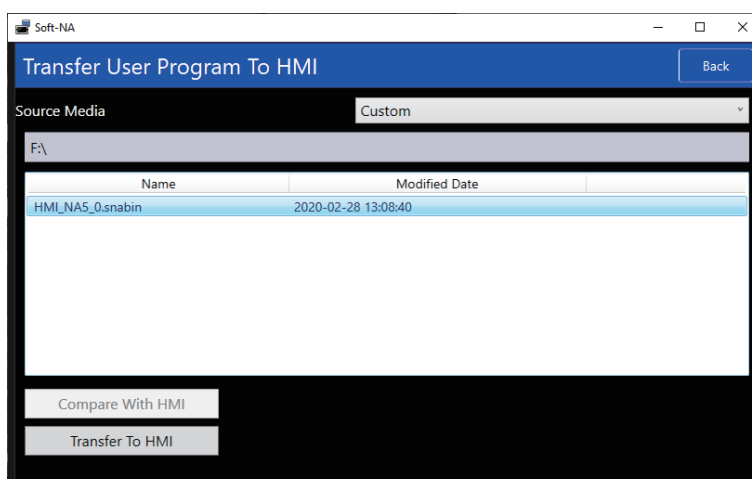 Soft-NA
Transfer User Program To HMI
Back
Source Media
Custom
F:\
Name Modified Date
HMI_NA5_0.snabin 2020-02-28 13:08:40
Compare With HMI
Transfer To HMI